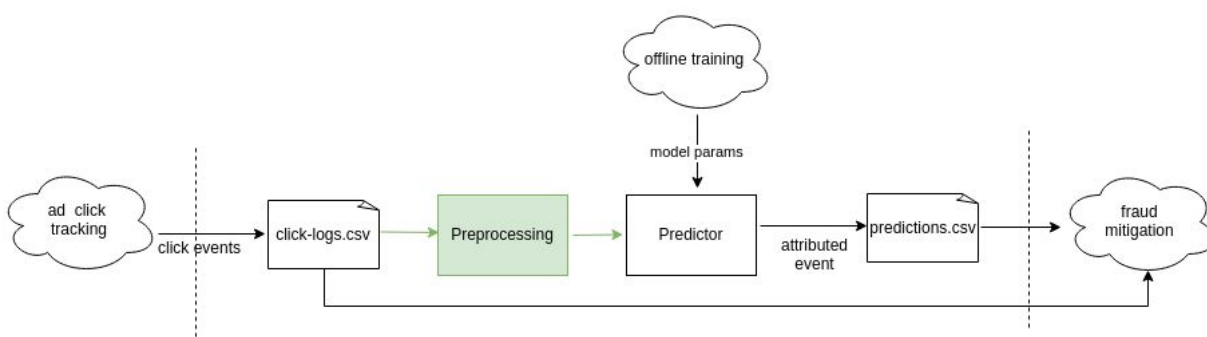 offline training
model params
ad click
tracking
click events
click-logs.csv
Preprocessing
Predictor
attributed
event
predictions.csv
fraud
mitigation